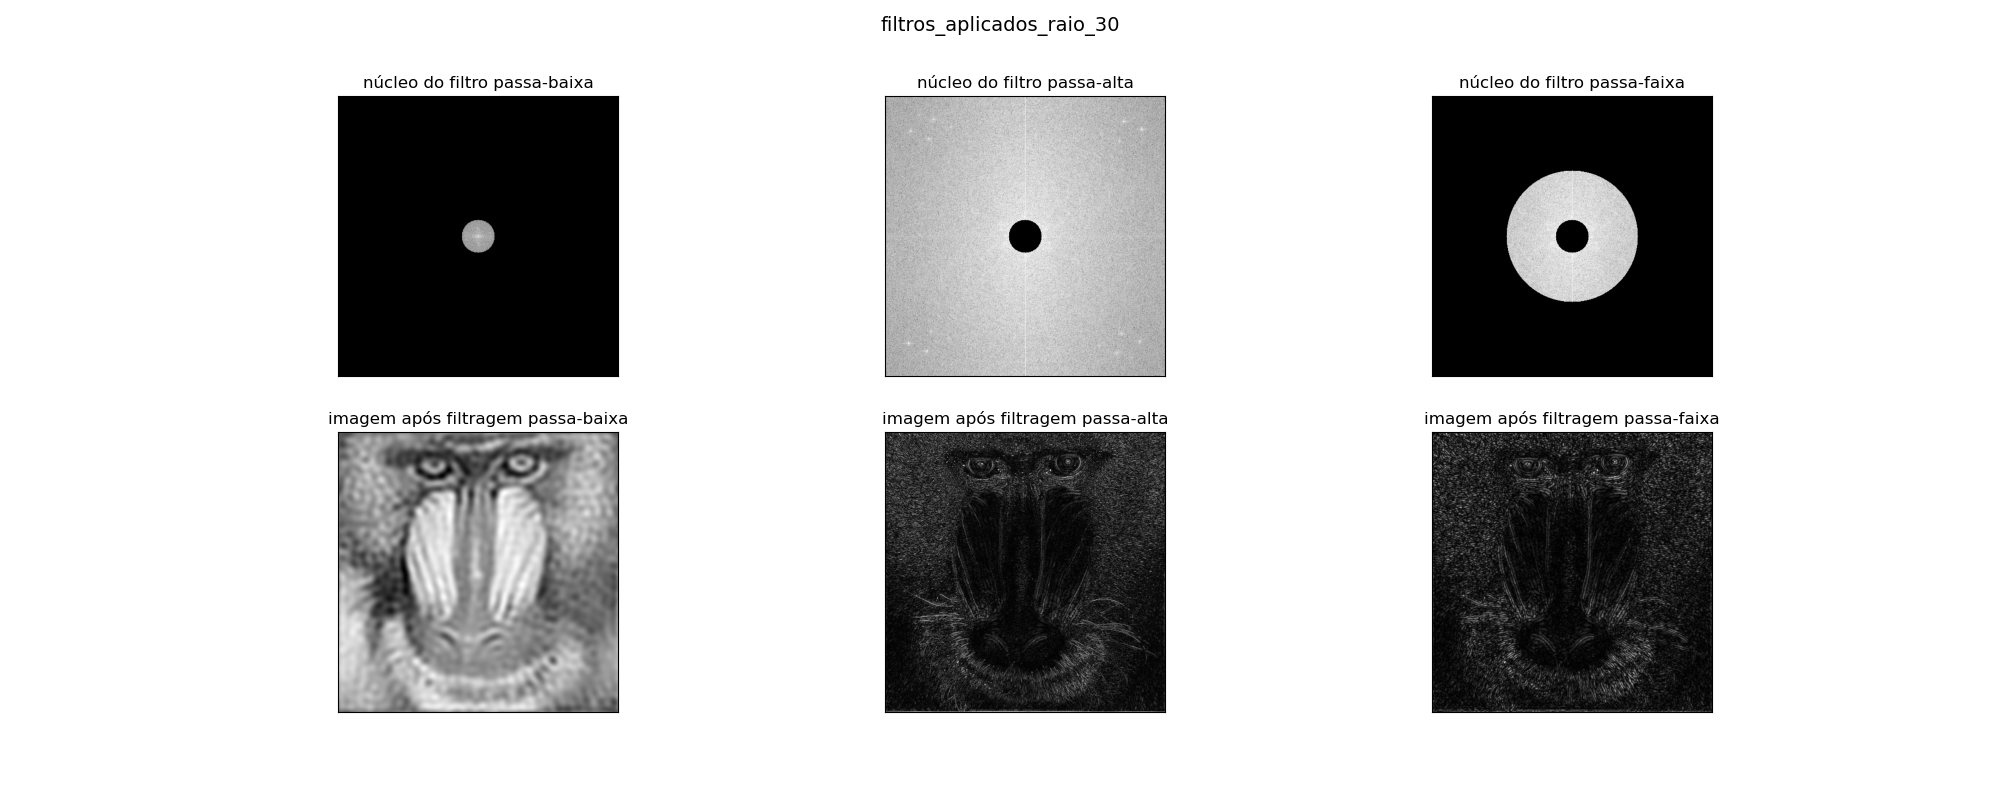 filtros_aplicados_raio_30
núcleo do filtro passa-baixa
núcleo do filtro passa-alta
núcleo do filtro passa-faixa
imagem após filtragem passa-baixa
imagem após filtragem passa-alta
imagem após filtragem passa-faixa